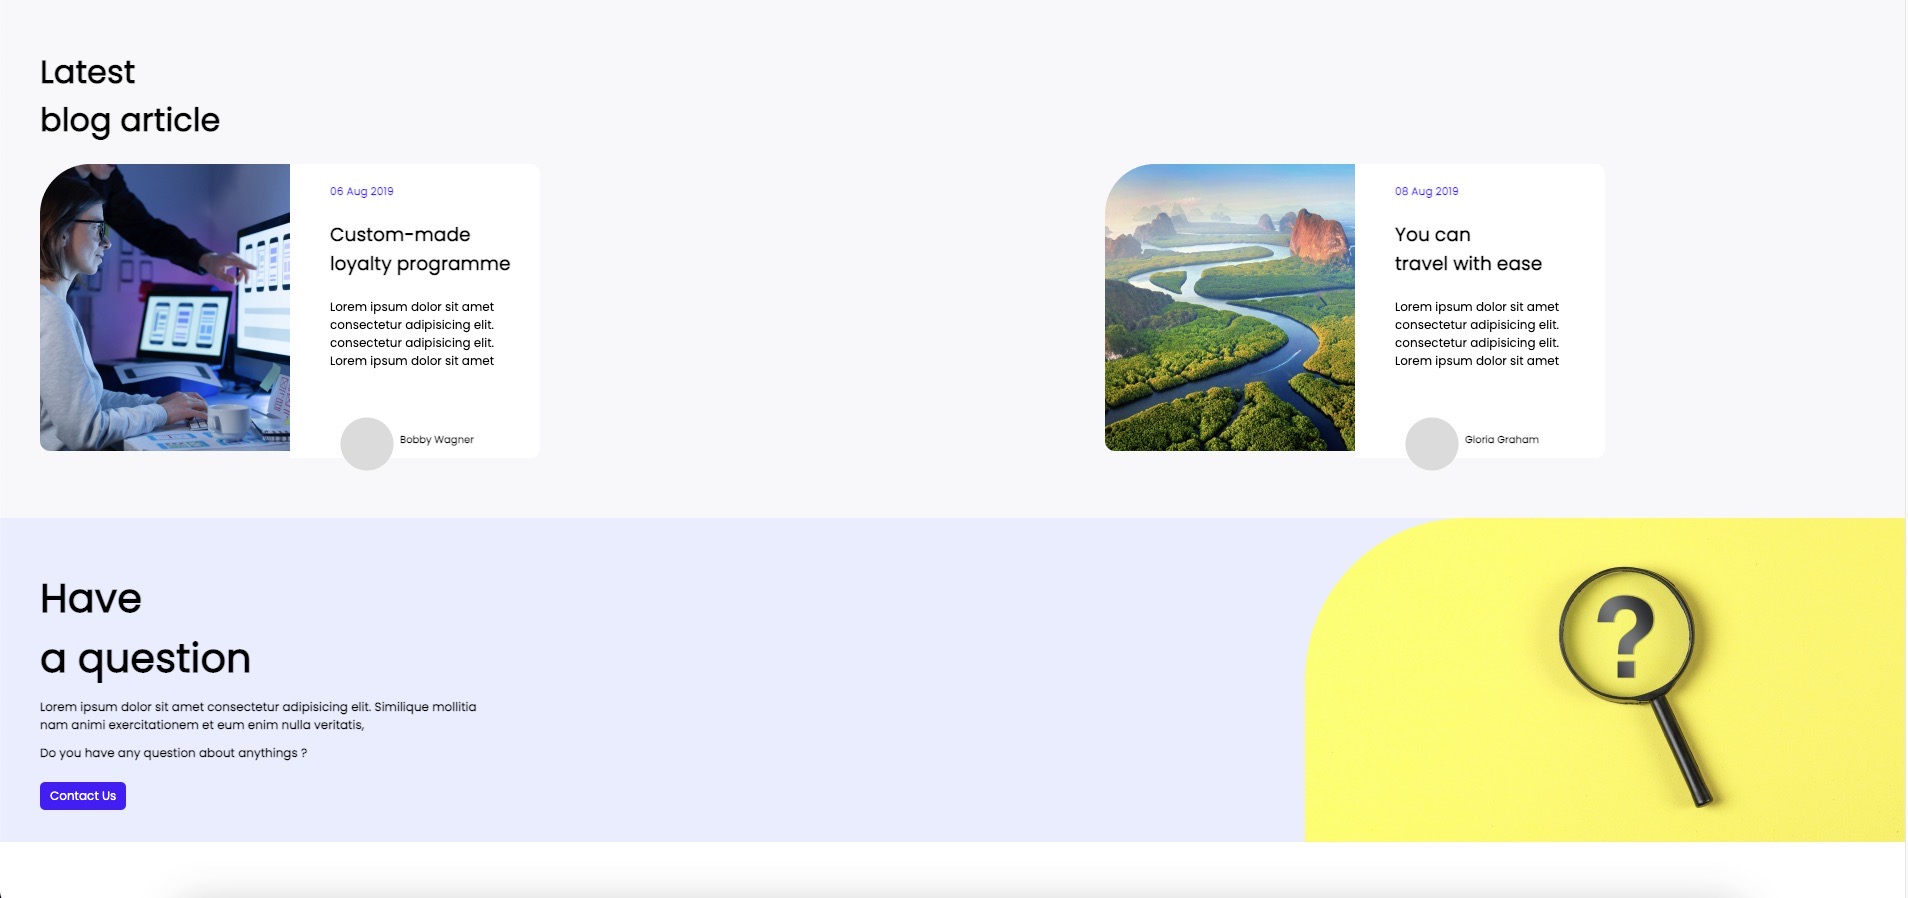 Latest
blog article
06 Aug 2019
Custom-made
loyalty programme
Lorem ipsum dolor sit amet
consectetur adipisicing elit.
consectetur adipisicing elit.
Lorem ipsum dolor sit amet
Bobby Wagner
08 Aug 2019
You can
travel with ease
Lorem ipsum dolor sit amet
consectetur adipisicing elit.
consectetur adipisicing elit.
Lorem ipsum dolor sit amet
Gloria Graham
Have
a question
Lorem ipsum dolor sit amet consectetur adipisicing elit. Similique mollitia
nam animi exercitationem et eum enim nulla veritatis,
Do you have any question about anythings ?
Contact Us
?